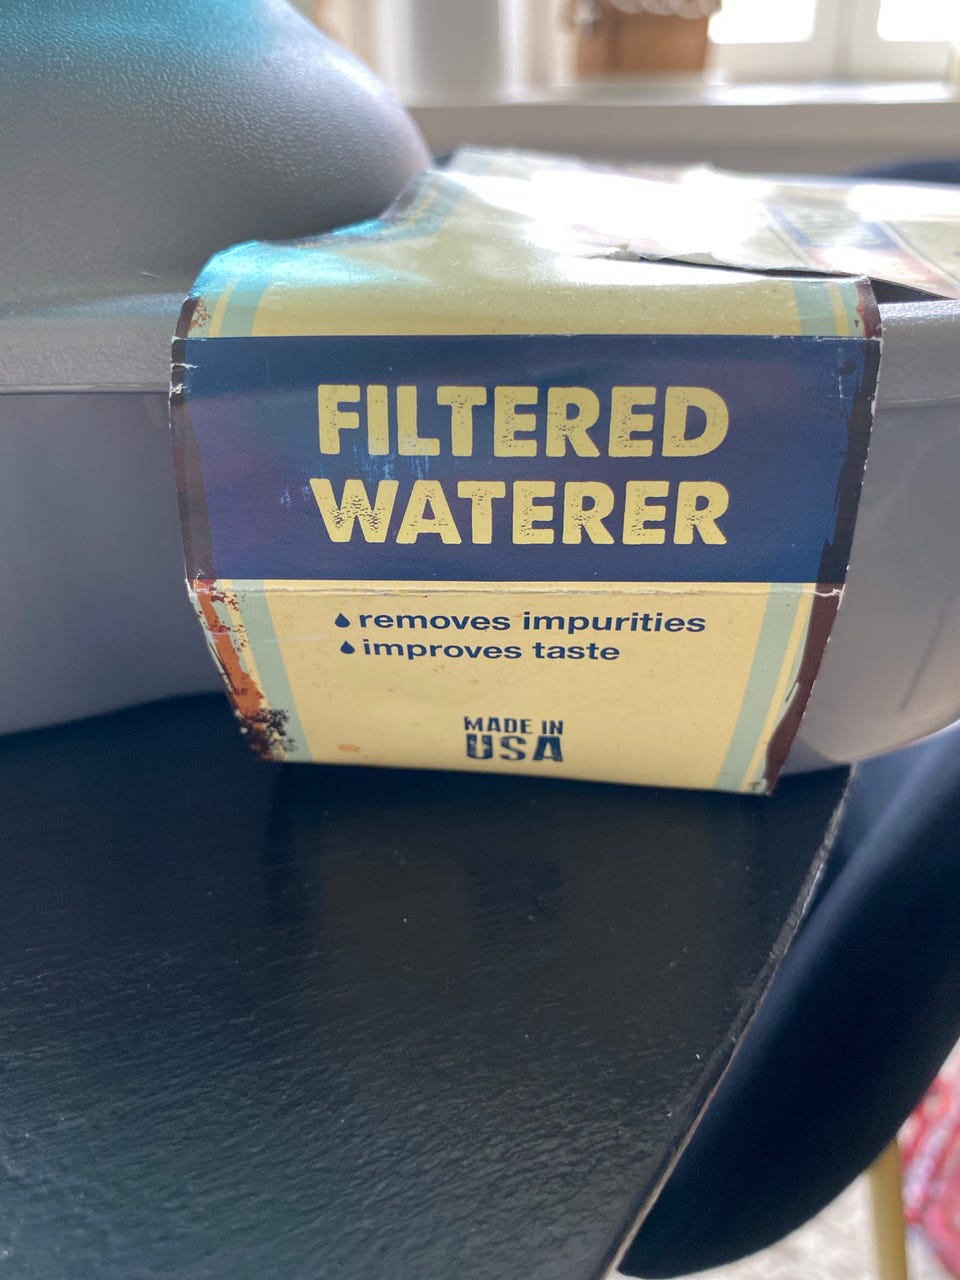 FILTERED
WATERER
removes impurities
improves taste
MADE IN
USA